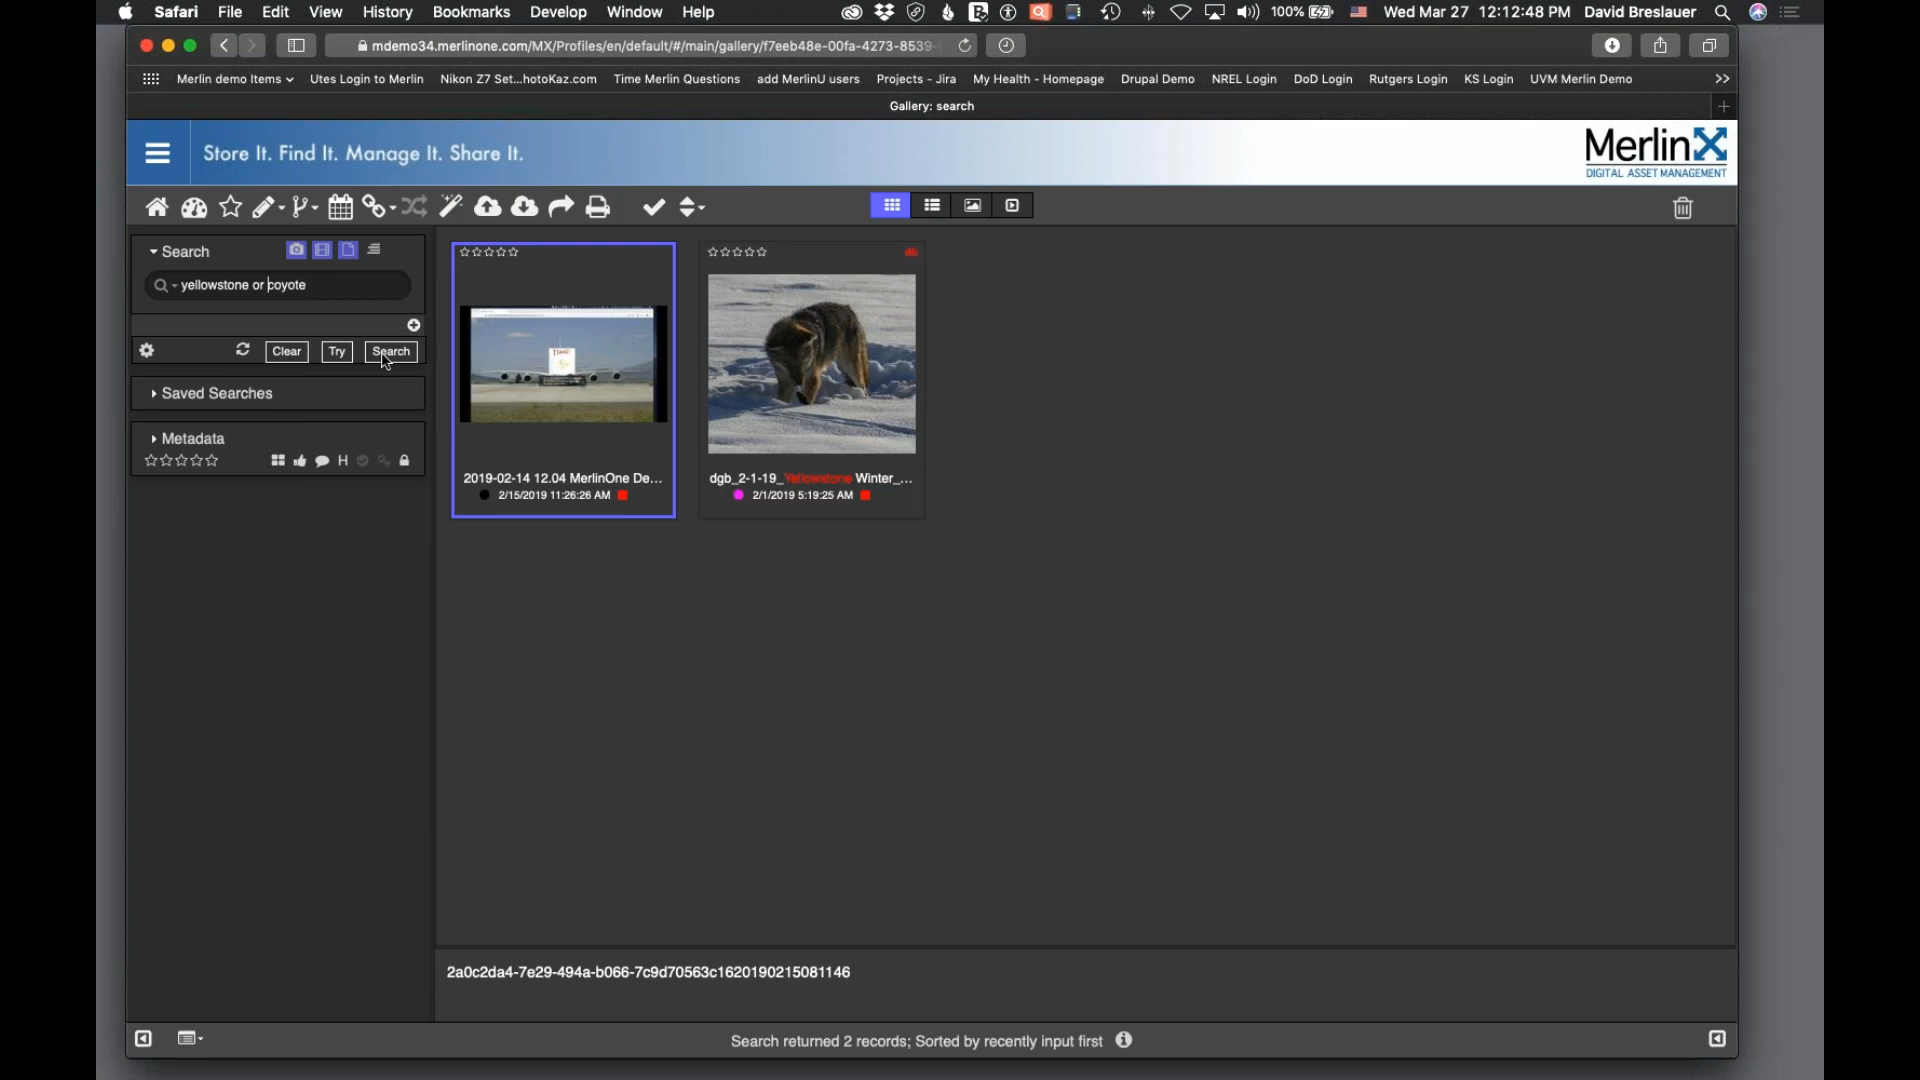 Safari File Edit View History Bookmarks Develop Window Help 100% Wed Mar 27 12:12:48 PM David Breslauer
mdemo34.merlinone.com/MX/Profiles/en/default/#/main/gallery/f7eeb48e-00fa-4273-8539-
Merlin demo Items Utes Login to Merlin Nikon Z7 Set...hotoKaz.com Time Merlin Questions add MerlinU users Projects - Jira My Health - Homepage Drupal Demo NREL Login DoD Login Rutgers Login KS Login UVM Merlin Demo >>
Gallery: search
Store It. Find It. Manage It. Share It.
MerlinX
DIGITAL ASSET MANAGEMENT
Search
yellowstone or coyote
Clear Try Search
Saved Searches
Metadata
H
db
2019-02-14 12.04 MerlinOne De...
2/15/2019 11:26:26 AM
dgb_2-1-19_Yellowstone Winter_...
2/1/2019 5:19:25 AM
2a0c2da4-7e29-494a-b066-7c9d70563c1620190215081146
Search returned 2 records; Sorted by recently input first